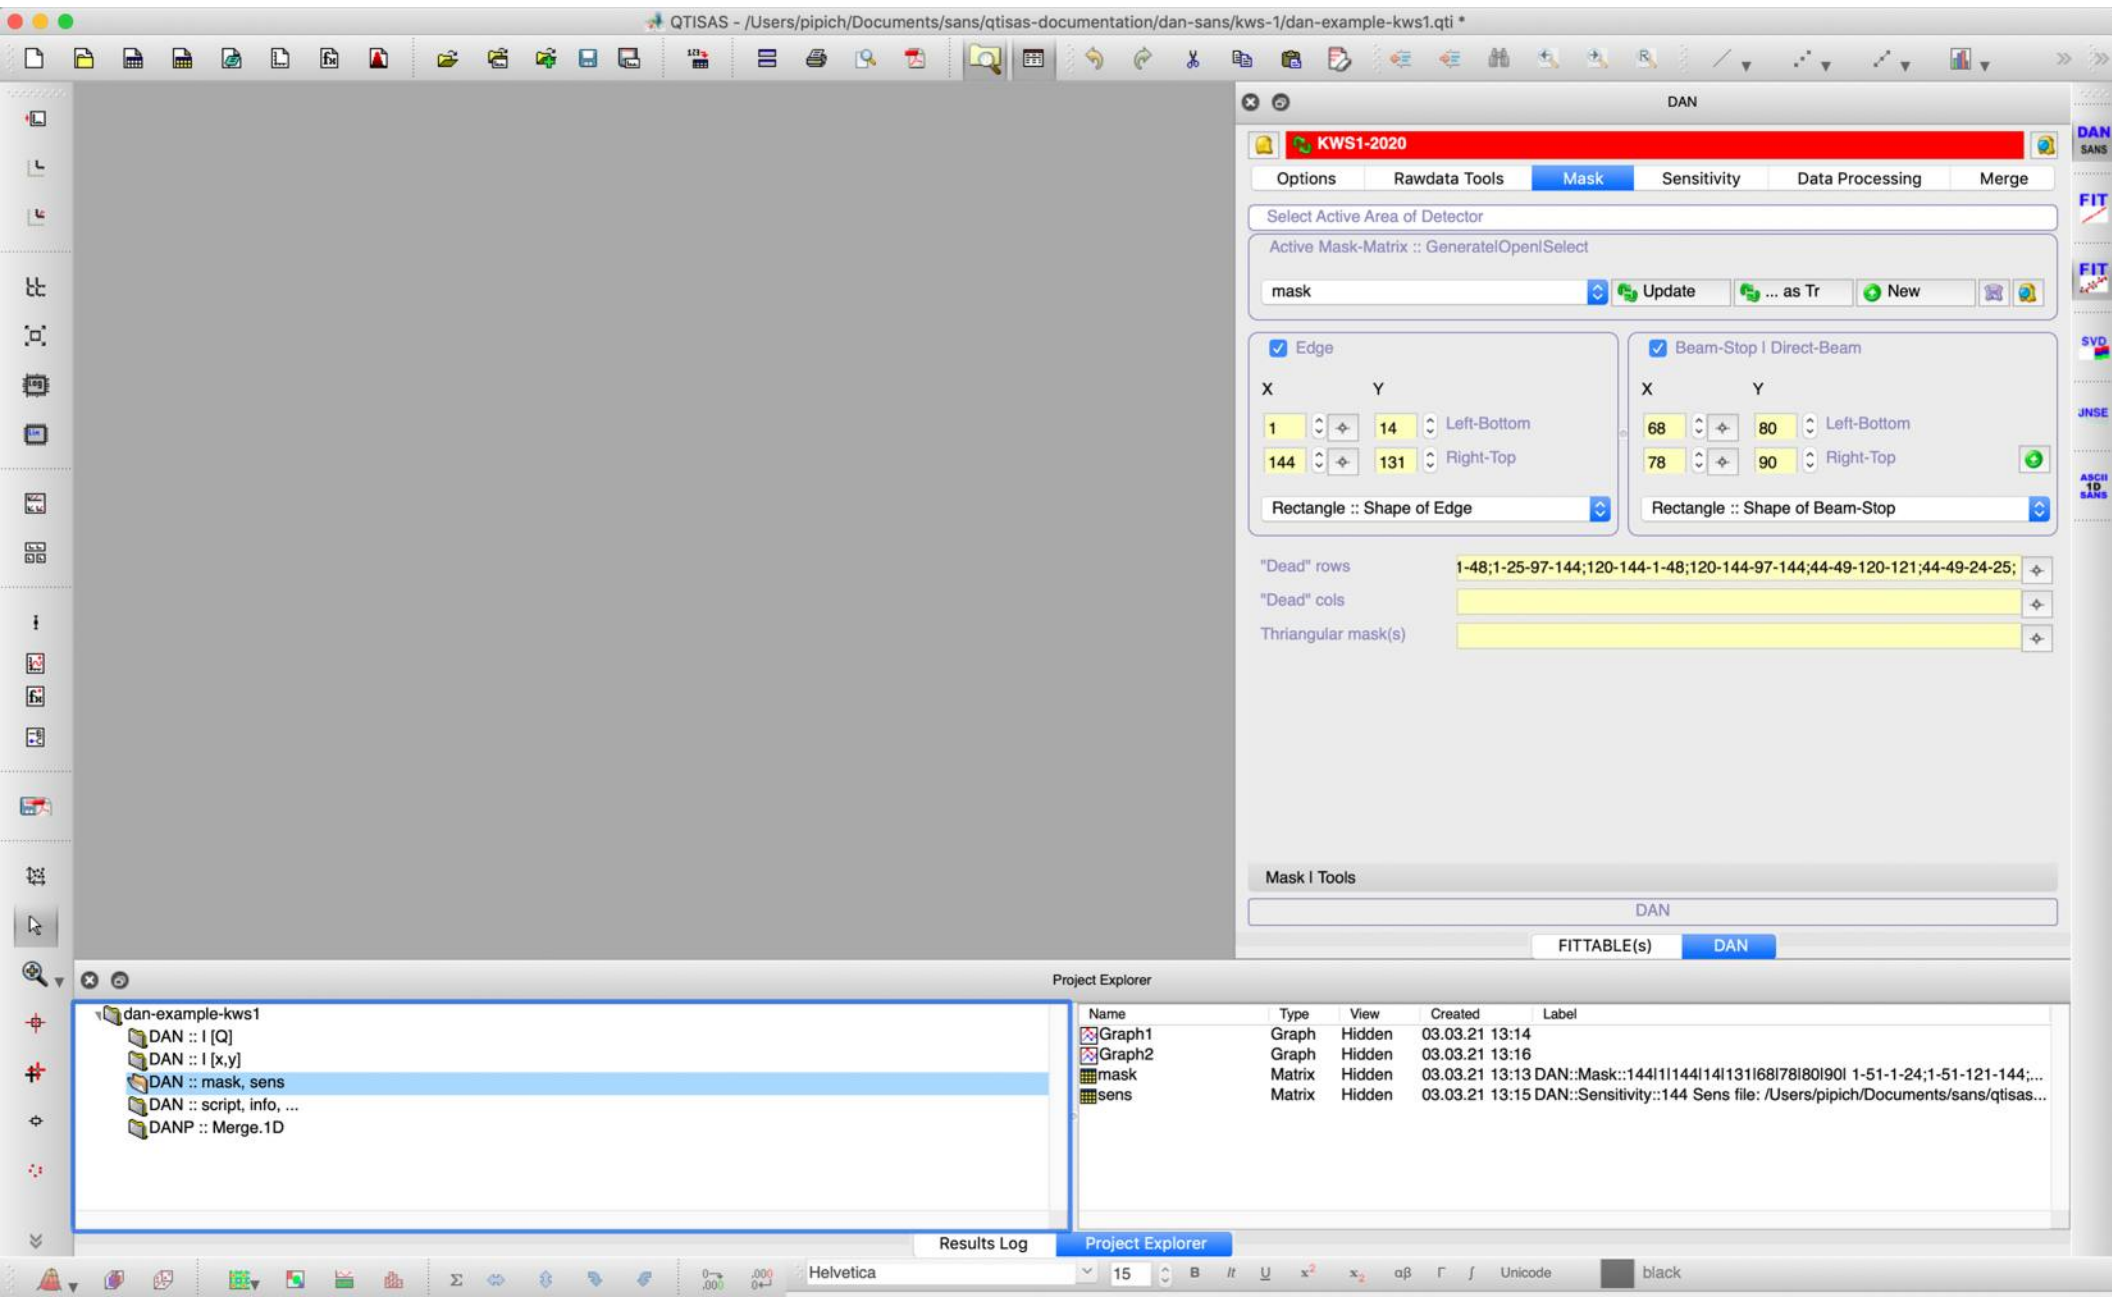 QTISAS - /Users/pipich/Documents/sans/qtisas-documentation/dan-sans/kws-1/dan-example-kws1.qti *
DAN
KWS1-2020
Options Rawdata Tools Mask Sensitivity Data Processing Merge
Select Active Area of Detector
Active Mask-Matrix :: Generate|Open|Select
mask Update ... as Tr New
Edge
X Y
1 14 Left-Bottom
144 131 Right-Top
Rectangle :: Shape of Edge
Beam-Stop | Direct-Beam
X Y
68 80 Left-Bottom
78 90 Right-Top
Rectangle :: Shape of Beam-Stop
"Dead" rows 1-48;1-25-97-144;120-144-1-48;120-144-97-144;44-49-120-121;44-49-24-25;
"Dead" cols
Thriangular mask(s)
Mask | Tools
DAN
FITTABLE(s) DAN
DAN
SANS
FIT
FIT
SVD
JNSE
ASCII
1D
SANS
Project Explorer
dan-example-kws1
DAN :: I [Q]
DAN :: I [x,y]
DAN :: mask, sens
DAN :: script, info, ...
DANP :: Merge.1D
Name Type View Created Label
Graph1 Graph Hidden 03.03.21 13:14
Graph2 Graph Hidden 03.03.21 13:16
mask Matrix Hidden 03.03.21 13:13 DAN::Mask::144|1|144|14|131|68|78|80|90| 1-51-1-24;1-51-121-144;...
sens Matrix Hidden 03.03.21 13:15 DAN::Sensitivity::144 Sens file: /Users/pipich/Documents/sans/qtisas...
Results Log Project Explorer
Helvetica 15 B It U x² x₂ αβ Γ ∫ Unicode black